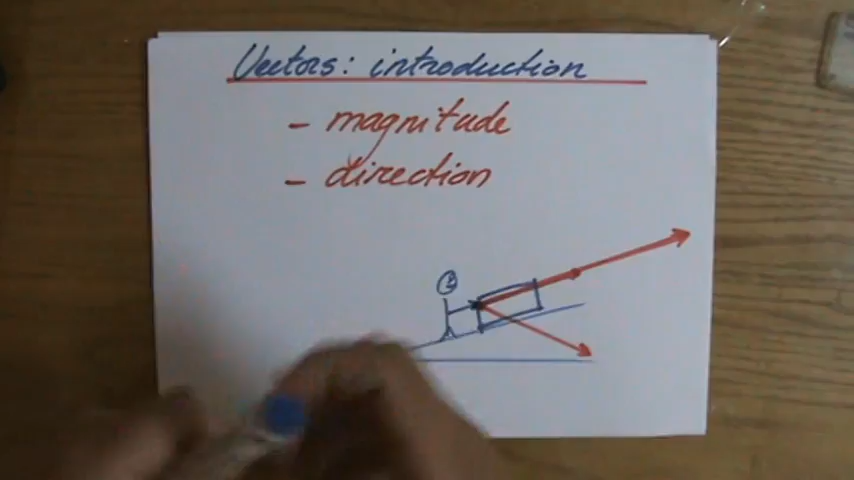 Vectors: introduction
- magnitude
- direction